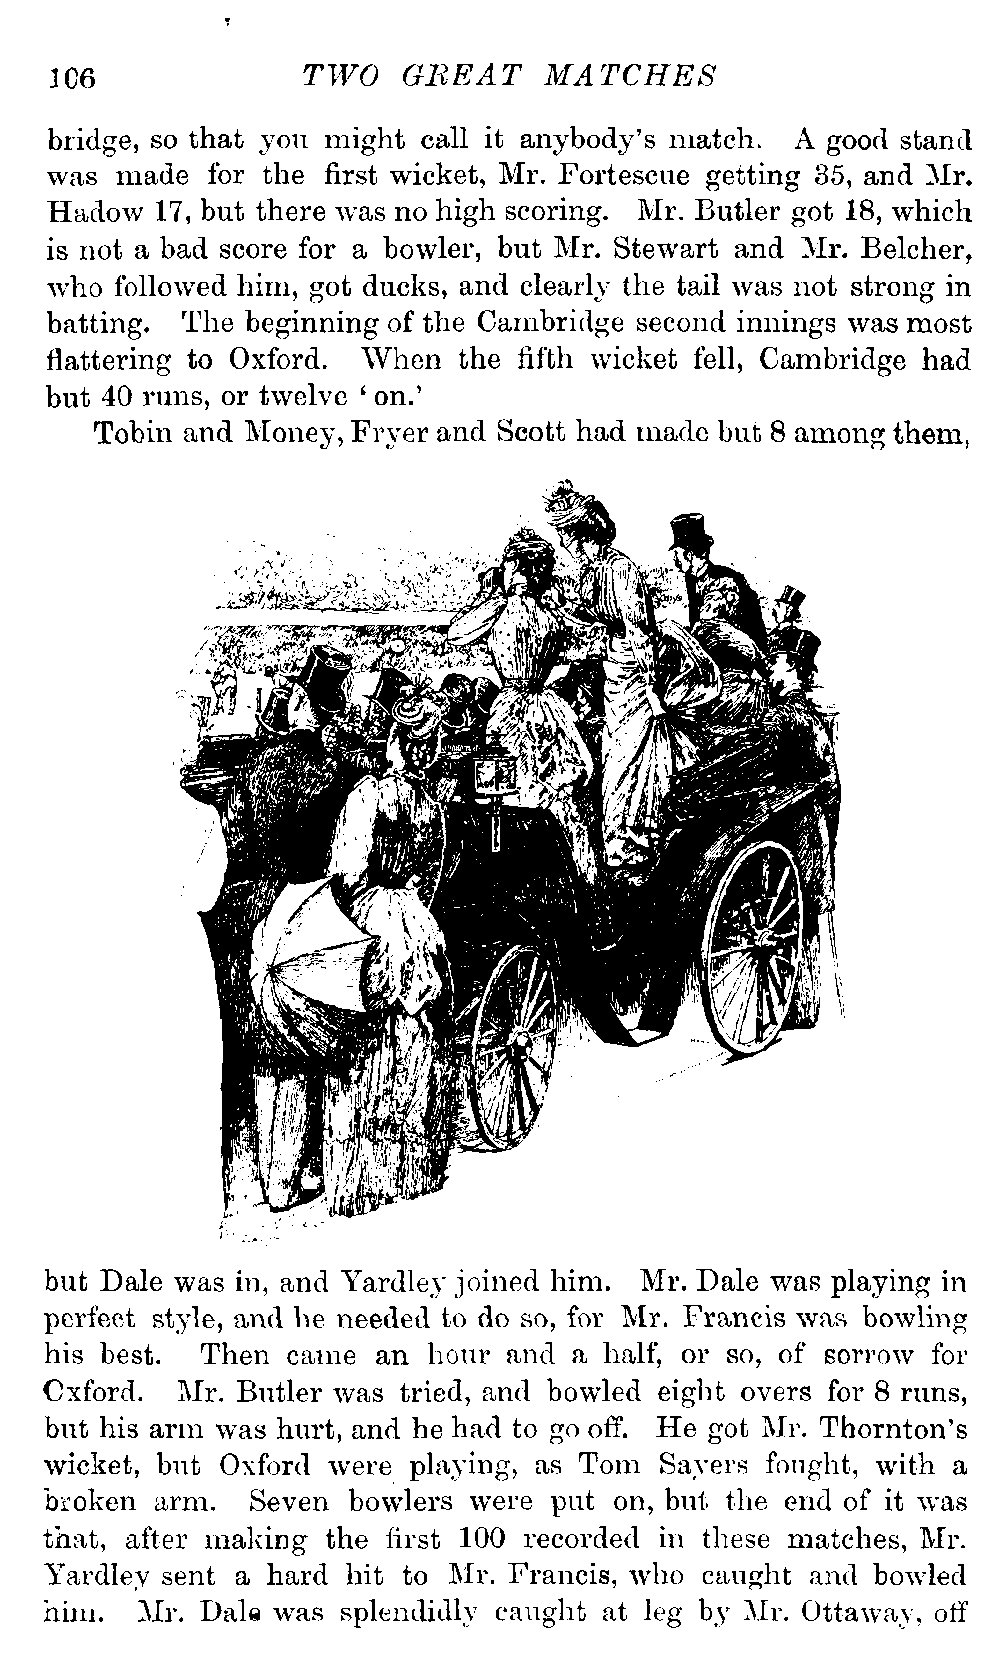 106 TWO GREAT MATCHES
bridge, so that you might call it anybody's match. A good stand
was made for the first wicket, Mr. Fortescue getting 35, and Mr.
Hadow 17, but there was no high scoring. Mr. Butler got 18, which
is not a bad score for a bowler, but Mr. Stewart and Mr. Belcher,
who followed him, got ducks, and clearly the tail was not strong in
batting. The beginning of the Cambridge second innings was most
flattering to Oxford. When the fifth wicket fell, Cambridge had
but 40 runs, or twelve ‘on.’
Tobin and Money, Fryer and Scott had made but 8 among them,
but Dale was in, and Yardley joined him. Mr. Dale was playing in
perfect style, and he needed to do so, for Mr. Francis was bowling
his best. Then came an hour and a half, or so, of sorrow for
Oxford. Mr. Butler was tried, and bowled eight overs for 8 runs,
but his arm was hurt, and he had to go off. He got Mr. Thornton's
wicket, but Oxford were playing, as Tom Sayers fought, with a
broken arm. Seven bowlers were put on, but the end of it was
that, after making the first 100 recorded in these matches, Mr.
Yardley sent a hard hit to Mr. Francis, who caught and bowled
him. Mr. Dale was splendidly caught at leg by Mr. Ottaway, off